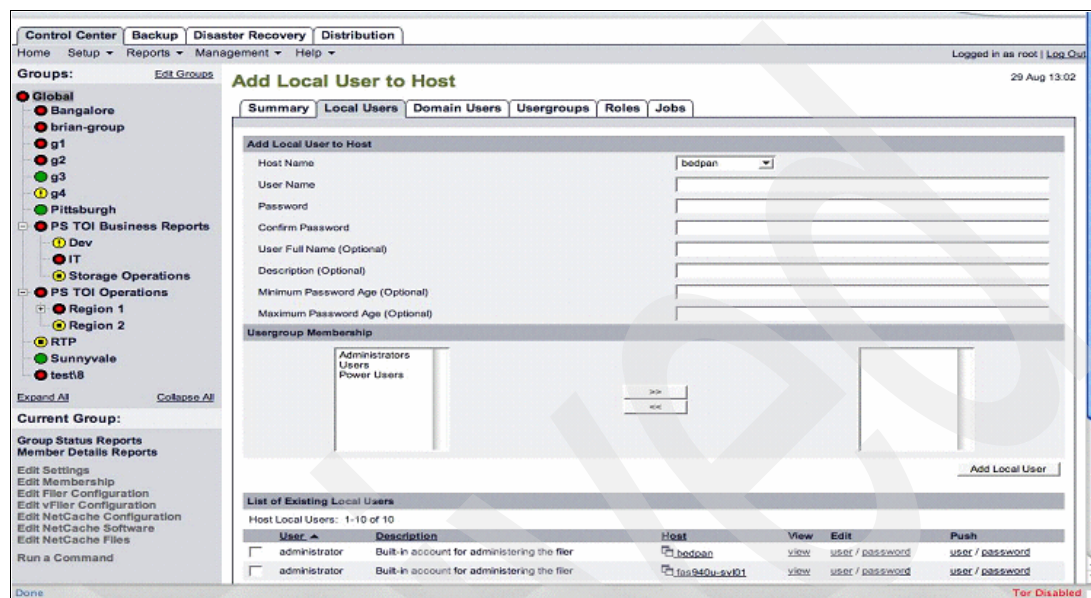 Control Center Backup Disaster Recovery Distribution
Home Setup Reports Management Help
Logged in as root | Log Out
Groups: Edit Groups
Global
Bangalore
brian-group
g1
g2
g3
g4
Pittsburgh
PS TOI Business Reports
Dev
IT
Storage Operations
PS TOI Operations
Region 1
Region 2
RTP
Sunnyvale
test\8
Expand All Collapse All
Current Group:
Group Status Reports
Member Details Reports
Edit Settings
Edit Membership
Edit Filer Configuration
Edit vFiler Configuration
Edit NetCache Configuration
Edit NetCache Software
Edit NetCache Files
Run a Command
Add Local User to Host
29 Aug 13:02
Summary Local Users Domain Users Usergroups Roles Jobs
Add Local User to Host
Host Name bedpan
User Name
Password
Confirm Password
User Full Name (Optional)
Description (Optional)
Minimum Password Age (Optional)
Maximum Password Age (Optional)
Usergroup Membership
Administrators
Users
Power Users
>>
<<
Add Local User
List of Existing Local Users
Host Local Users: 1-10 of 10
User Description Host View Edit Push
administrator Built-in account for administering the filer bedpan view user / password user / password
administrator Built-in account for administering the filer fas940u-svl01 view user / password user / password
Done
Tor Disabled